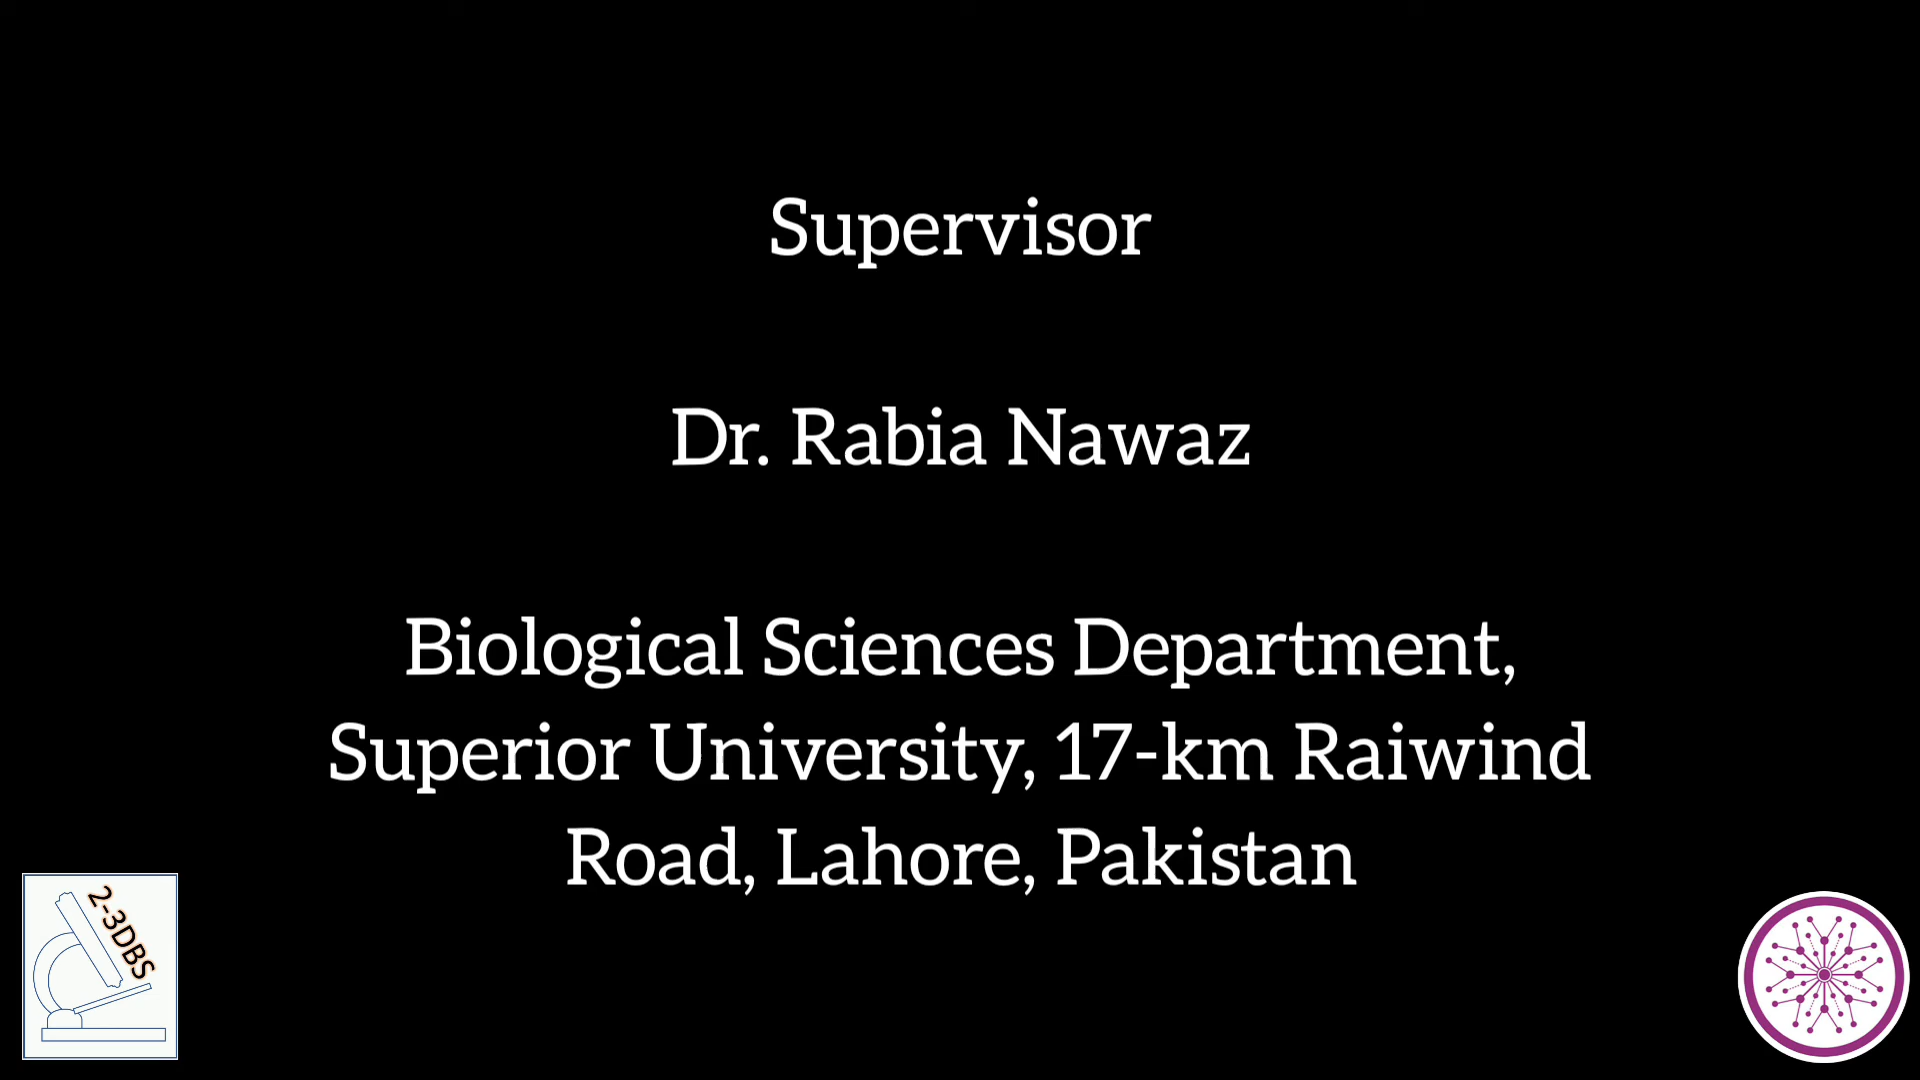 Supervisor
Dr. Rabia Nawaz
Biological Sciences Department,
Superior University, 17-km Raiwind
Road, Lahore, Pakistan
2-3DBS